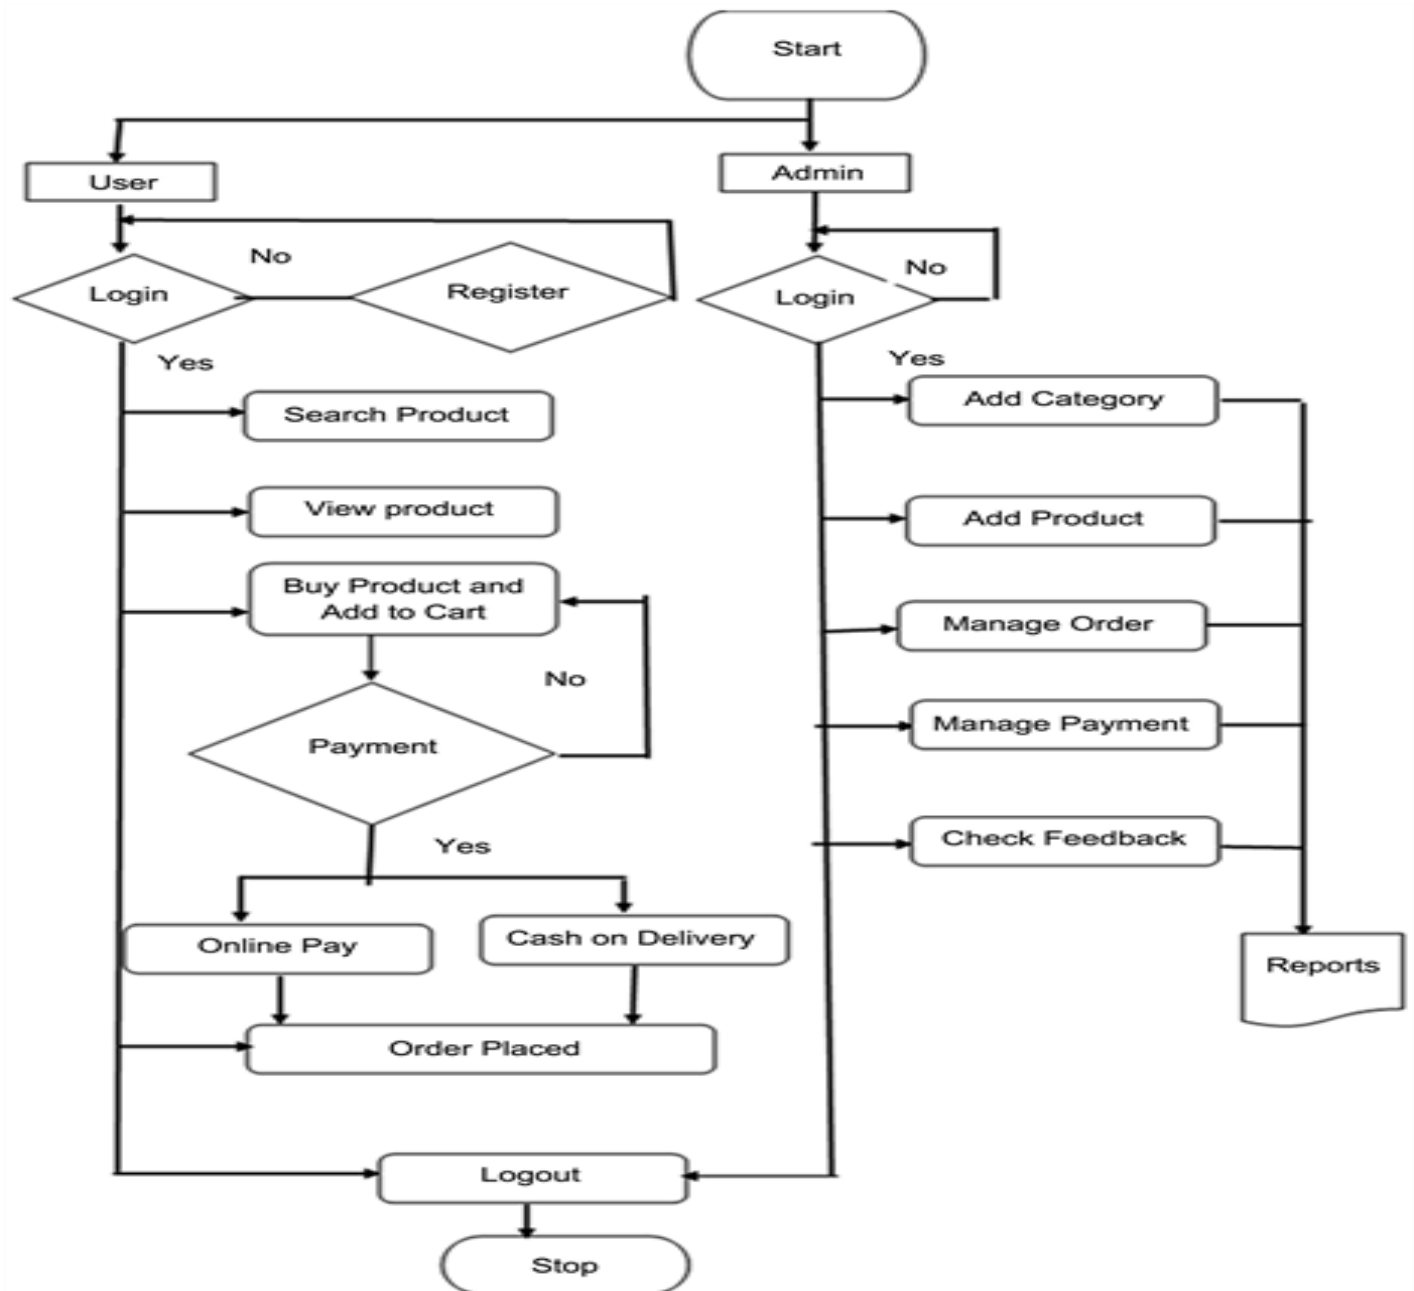 Start
User
Admin
No
Login
Register
No
Login
Yes
Yes
Search Product
Add Category
View product
Add Product
Buy Product and
Add to Cart
Manage Order
No
Payment
Manage Payment
Yes
Check Feedback
Online Pay
Cash on Delivery
Reports
Order Placed
Logout
Stop